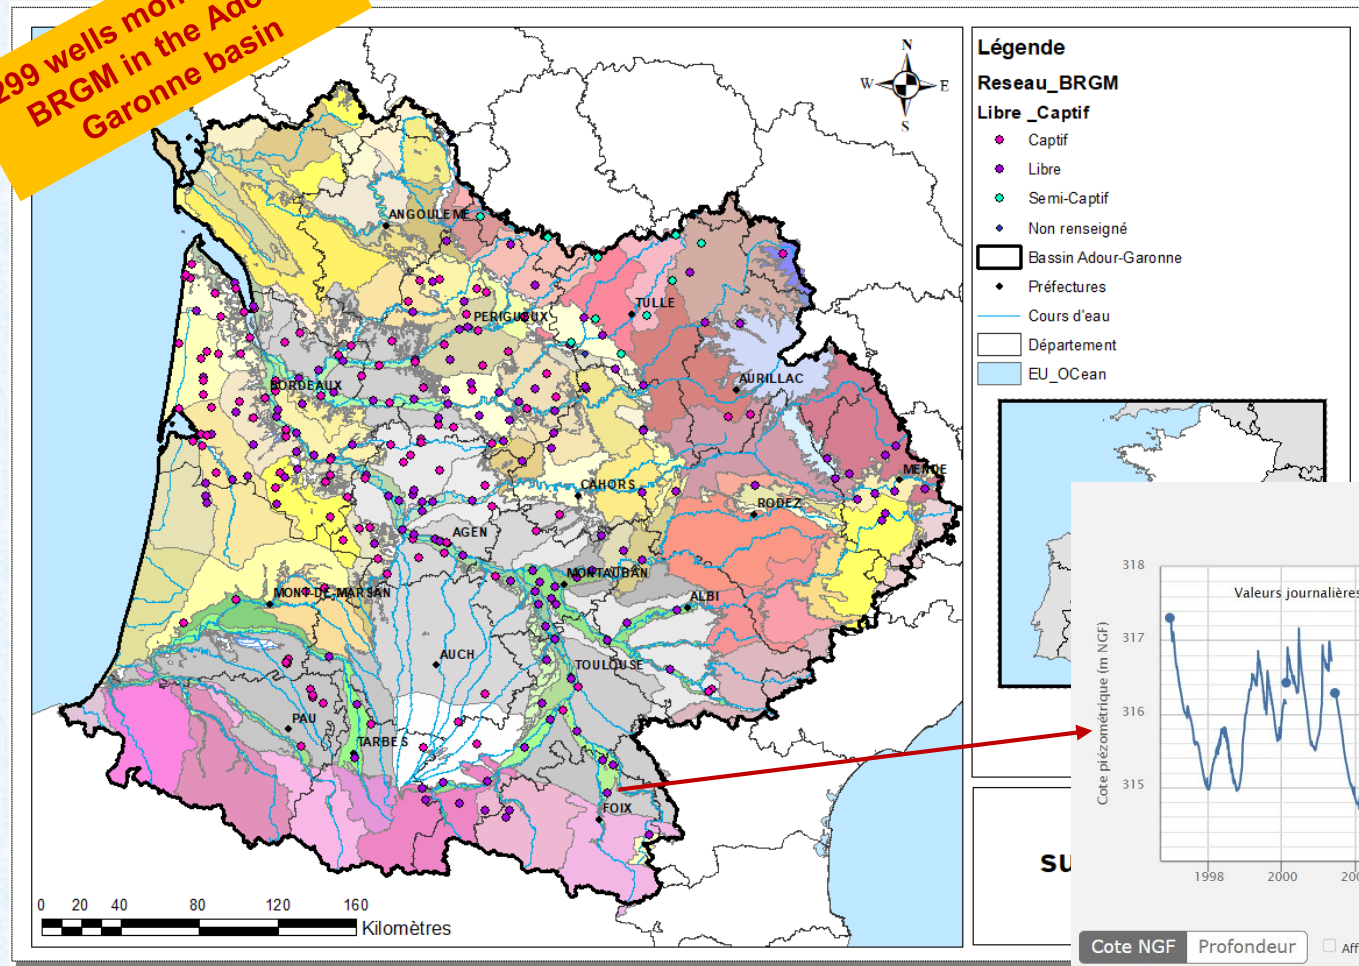 299 wells
BRGM in the
Garonne basin
N
W
E
S
ANGOULEME
TULLE
PERIGUEUX
BORDEAUX
AURILLAC
MENDE
CAHORS
RODEZ
AGEN
MONTAUBAN
MONT-DE-MARSAN
ALBI
AUCH
TOULOUSE
PAU
TARBES
FOIX
0 20 40 80 120 160
Kilomètres
Légende
Reseau_BRGM
Libre _Captif
Captif
Libre
Semi-Captif
Non renseigné
Bassin Adour-Garonne
Préfectures
Cours d'eau
Département
EU_OCean
Valeurs journalières
Cote piézométrique (m NGF)
318
317
316
315
1998 2000
Cote NGF Profondeur